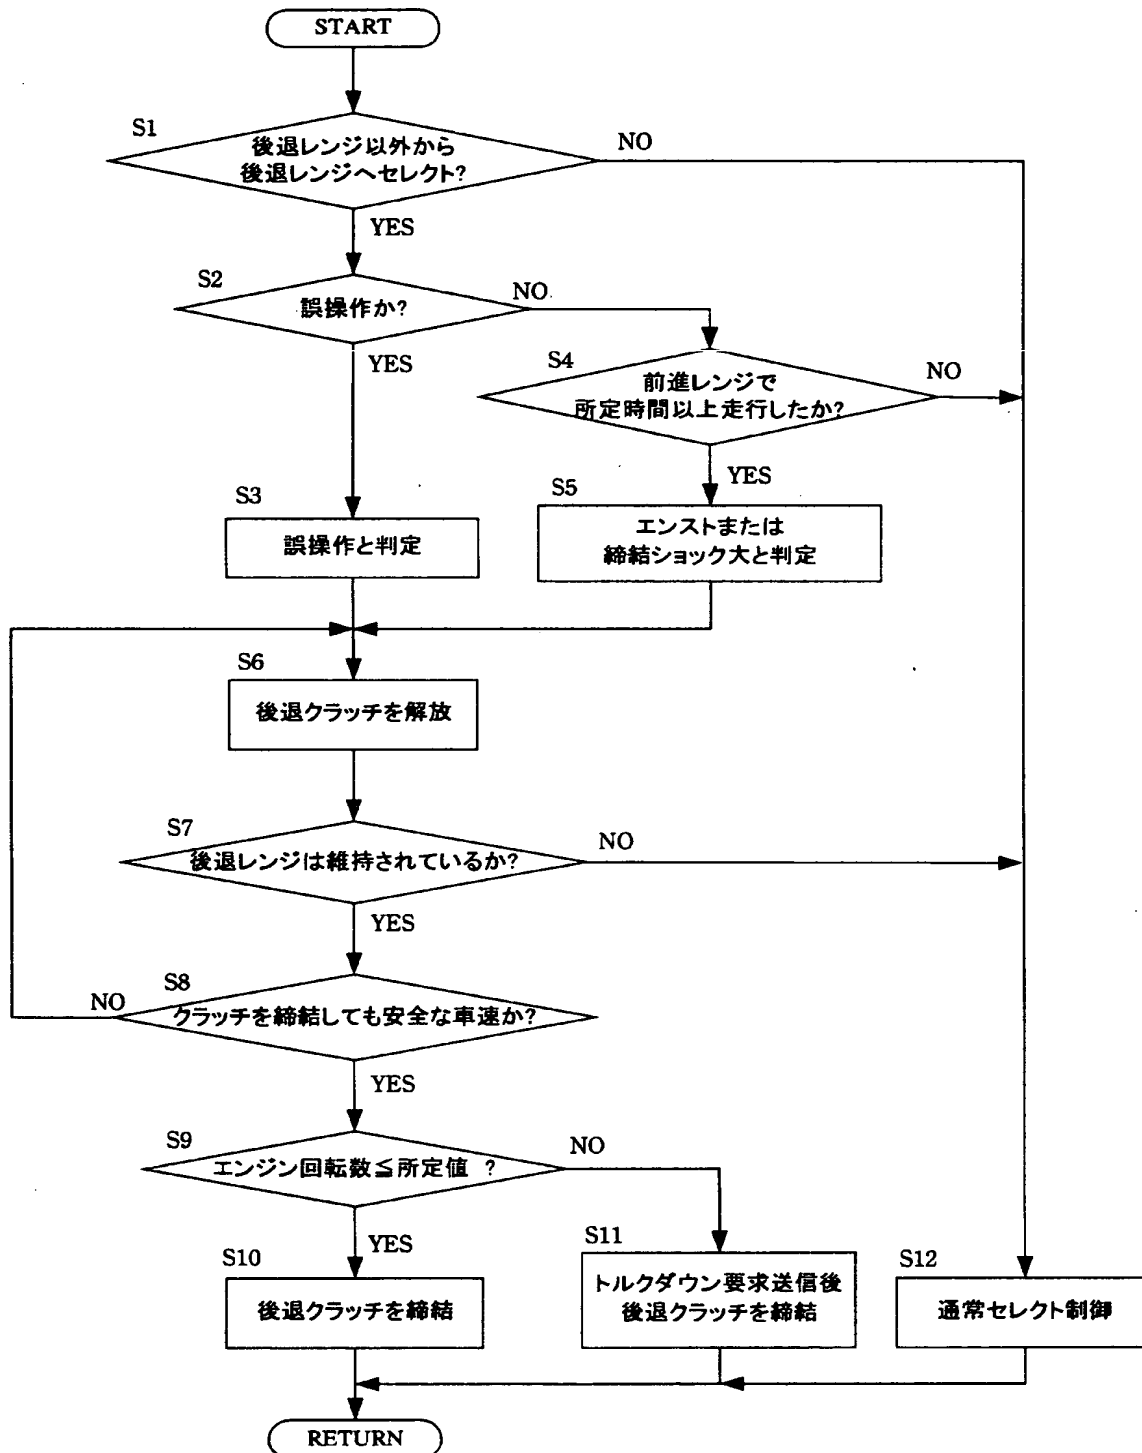 START
S1
後退レンジ以外から
後退レンジへセレクト?
NO
YES
S2
誤操作か?
NO
YES
S4
前進レンジで
所定時間以上走行したか?
NO
YES
S3
誤操作と判定
S5
エンストまたは
締結ショック大と判定
S6
後退クラッチを解放
S7
後退レンジは維持されているか?
NO
YES
S8
クラッチを締結しても安全な車速か?
NO
YES
S9
エンジン回転数≦所定値 ?
NO
YES
S10
後退クラッチを締結
S11
トルクダウン要求送信後
後退クラッチを締結
S12
通常セレクト制御
RETURN